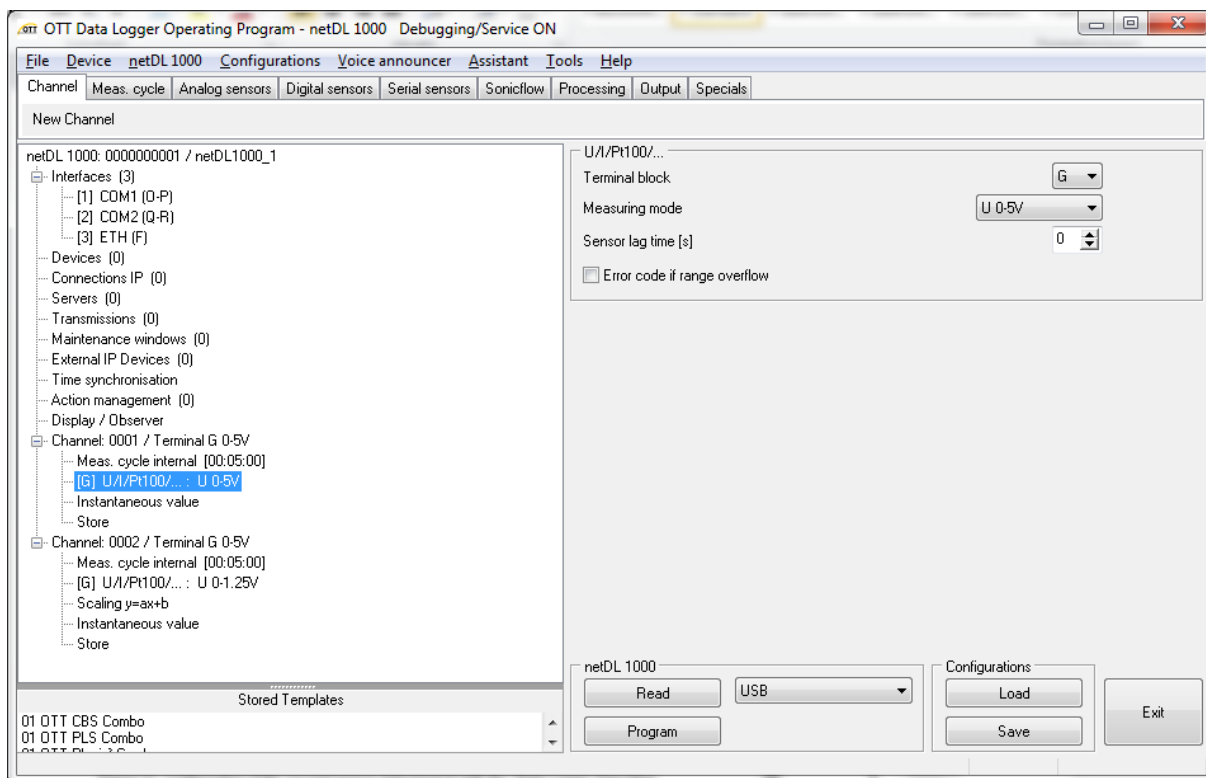 OTT Data Logger Operating Program - netDL 1000   Debugging/Service ON
File Device netDL 1000 Configurations Voice announcer Assistant Tools Help
Channel Meas. cycle Analog sensors Digital sensors Serial sensors Sonicflow Processing Output Specials
New Channel
netDL 1000: 0000000001 / netDL1000_1
Interfaces (3)
[1] COM1 (O-P)
[2] COM2 (Q-R)
[3] ETH (F)
Devices (0)
Connections IP (0)
Servers (0)
Transmissions (0)
Maintenance windows (0)
External IP Devices (0)
Time synchronisation
Action management (0)
Display / Observer
Channel: 0001 / Terminal G 0-5V
Meas. cycle internal [00:05:00]
[G] U/I/Pt100/... : U 0-5V
Instantaneous value
Store
Channel: 0002 / Terminal G 0-5V
Meas. cycle internal [00:05:00]
[G] U/I/Pt100/... : U 0-1.25V
Scaling y=ax+b
Instantaneous value
Store
Stored Templates
01 OTT CBS Combo
01 OTT PLS Combo
U/I/Pt100/...
Terminal block G
Measuring mode U 0-5V
Sensor lag time [s] 0
Error code if range overflow
netDL 1000
Read USB
Program
Configurations
Load
Save
Exit